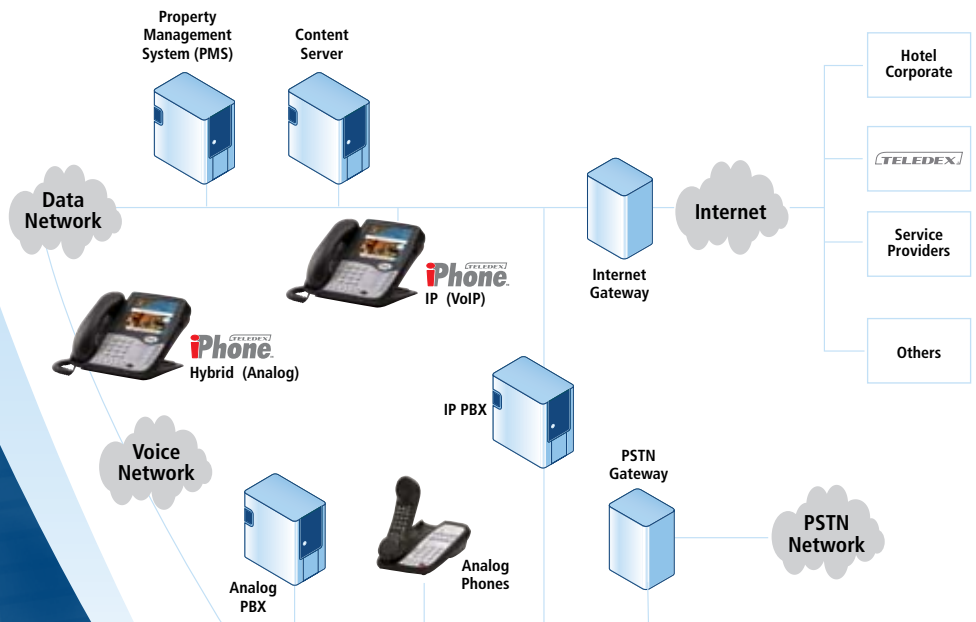 Property
Management
System (PMS)
Content
Server
Hotel
Corporate
TELEDEX
Data
Network
Internet
Service
Providers
TELEDEX
iPhone
IP (VoIP)
Internet
Gateway
TELEDEX
iPhone
Hybrid (Analog)
Others
IP PBX
Voice
Network
PSTN
Gateway
PSTN
Network
Analog
Phones
Analog
PBX